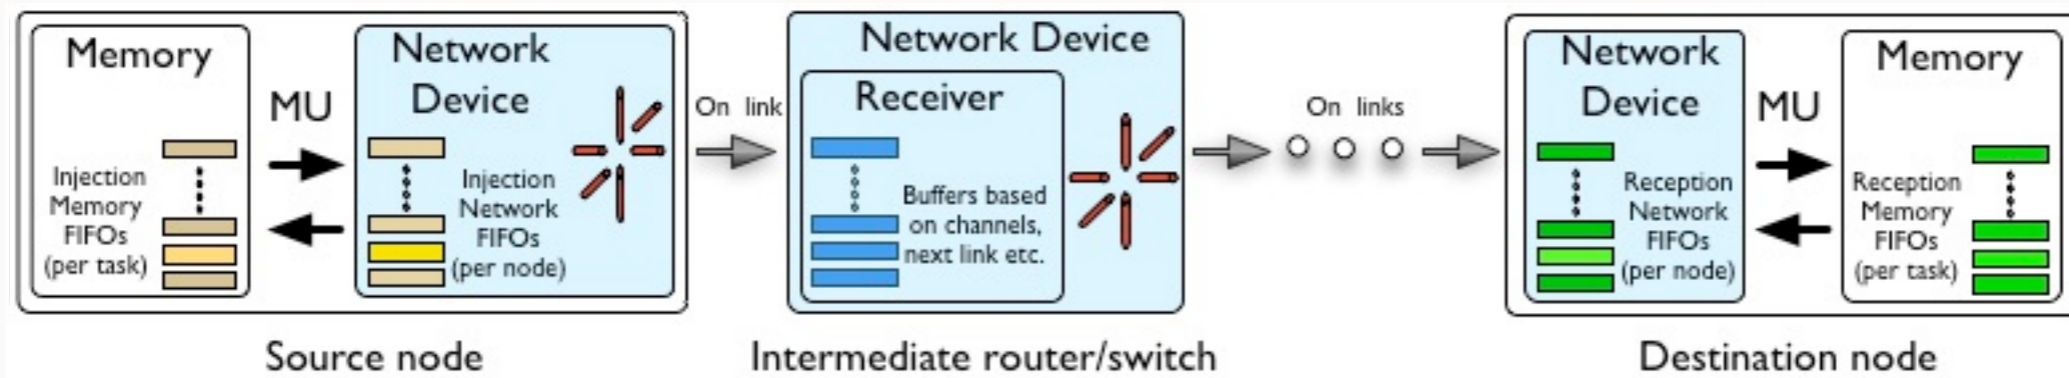 Memory
MU
Network
Device
Injection
Memory
FIFOs
(per task)
Injection
Network
FIFOs
(per node)
On link
Network Device
Receiver
Buffers based
on channels,
next link etc.
On links
Network
Device
MU
Memory
Reception
Network
FIFOs
(per node)
Reception
Memory
FIFOs
(per task)
Source node
Intermediate router/switch
Destination node